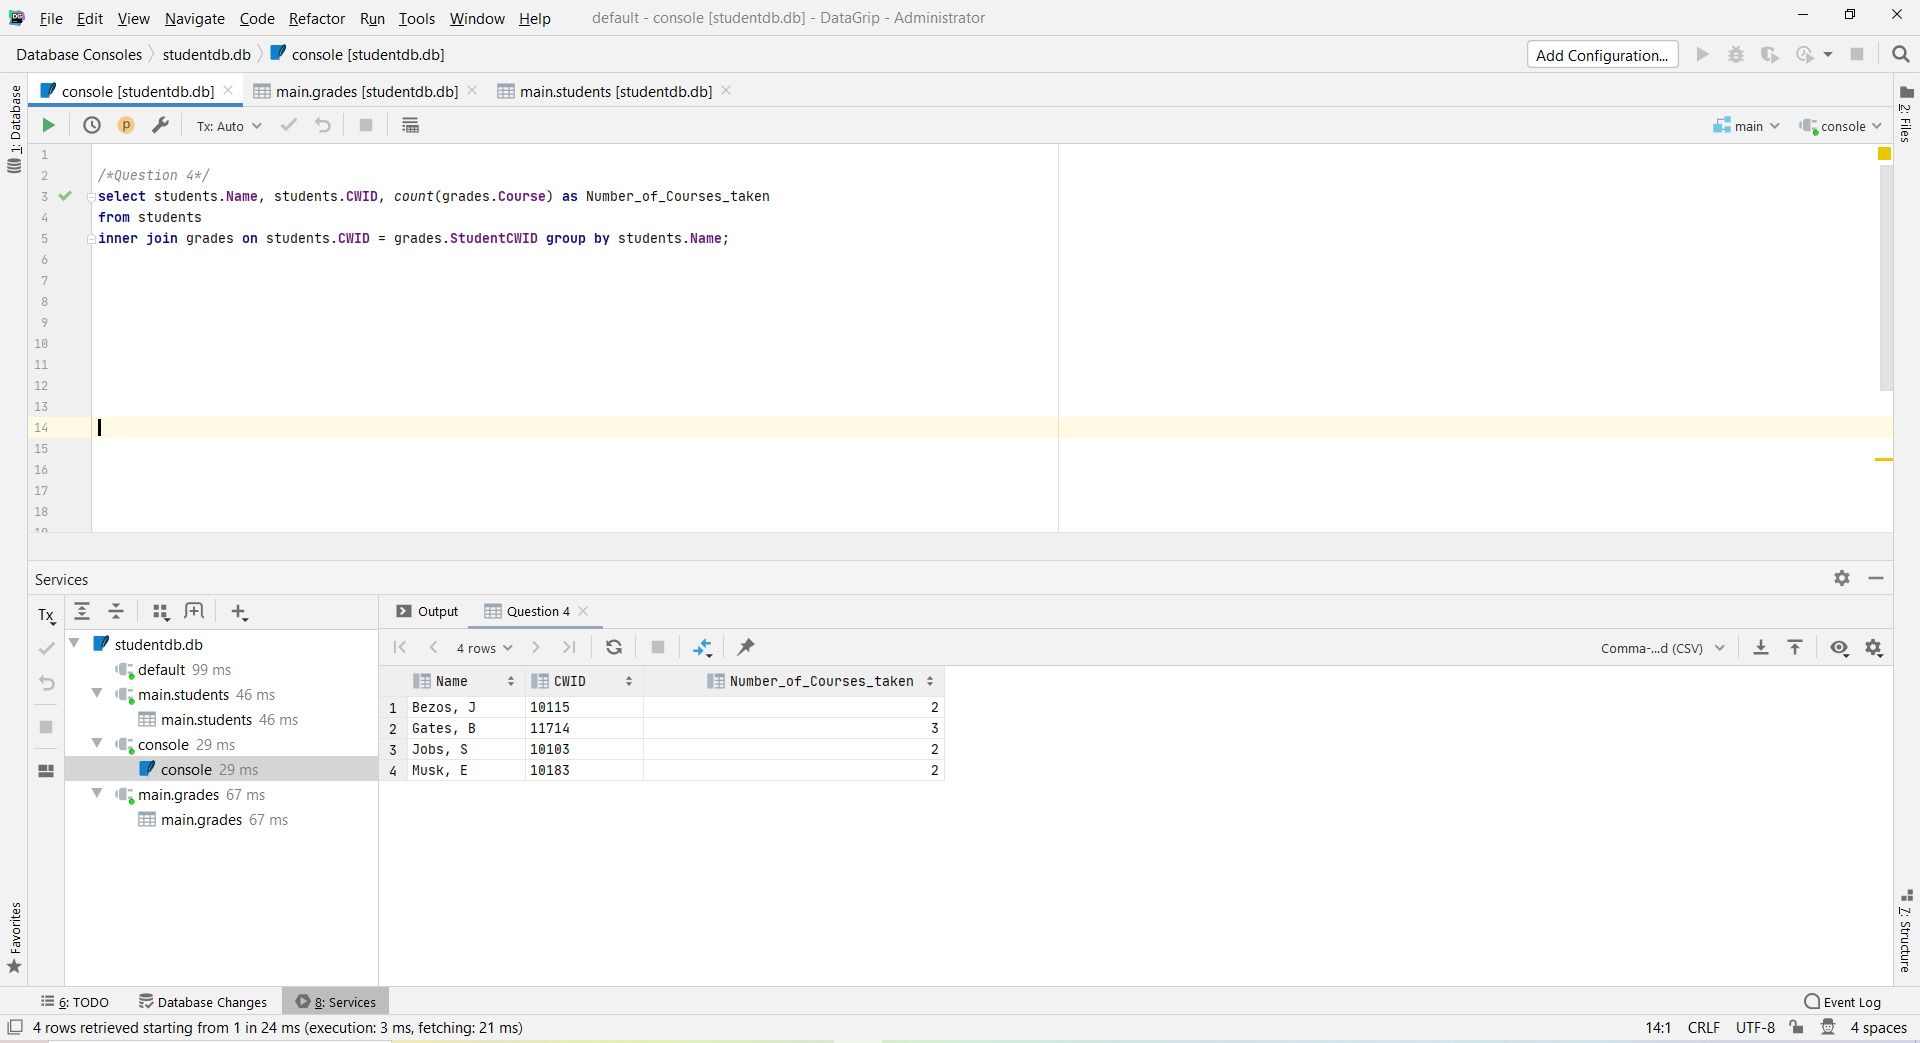 File Edit View Navigate Code Refactor Run Tools Window Help default - console [studentdb.db] - DataGrip - Administrator
Database Consoles studentdb.db console [studentdb.db] Add Configuration...
console [studentdb.db] main.grades [studentdb.db] main.students [studentdb.db]
1: Database
2: Files
Tx: Auto main console
1
2 /*Question 4*/
3 select students.Name, students.CWID, count(grades.Course) as Number_of_Courses_taken
4 from students
5 inner join grades on students.CWID = grades.StudentCWID group by students.Name;
6
7
8
9
10
11
12
13
14
15
16
17
18
19
Services
Tx Output Question 4
4 rows Comma-...d (CSV)
studentdb.db
default 99 ms
main.students 46 ms
main.students 46 ms
console 29 ms
console 29 ms
main.grades 67 ms
main.grades 67 ms
Name CWID Number_of_Courses_taken
1 Bezos, J 10115 2
2 Gates, B 11714 3
3 Jobs, S 10103 2
4 Musk, E 10183 2
Favorites
7: Structure
6: TODO Database Changes 8: Services Event Log
4 rows retrieved starting from 1 in 24 ms (execution: 3 ms, fetching: 21 ms) 14:1 CRLF UTF-8 4 spaces